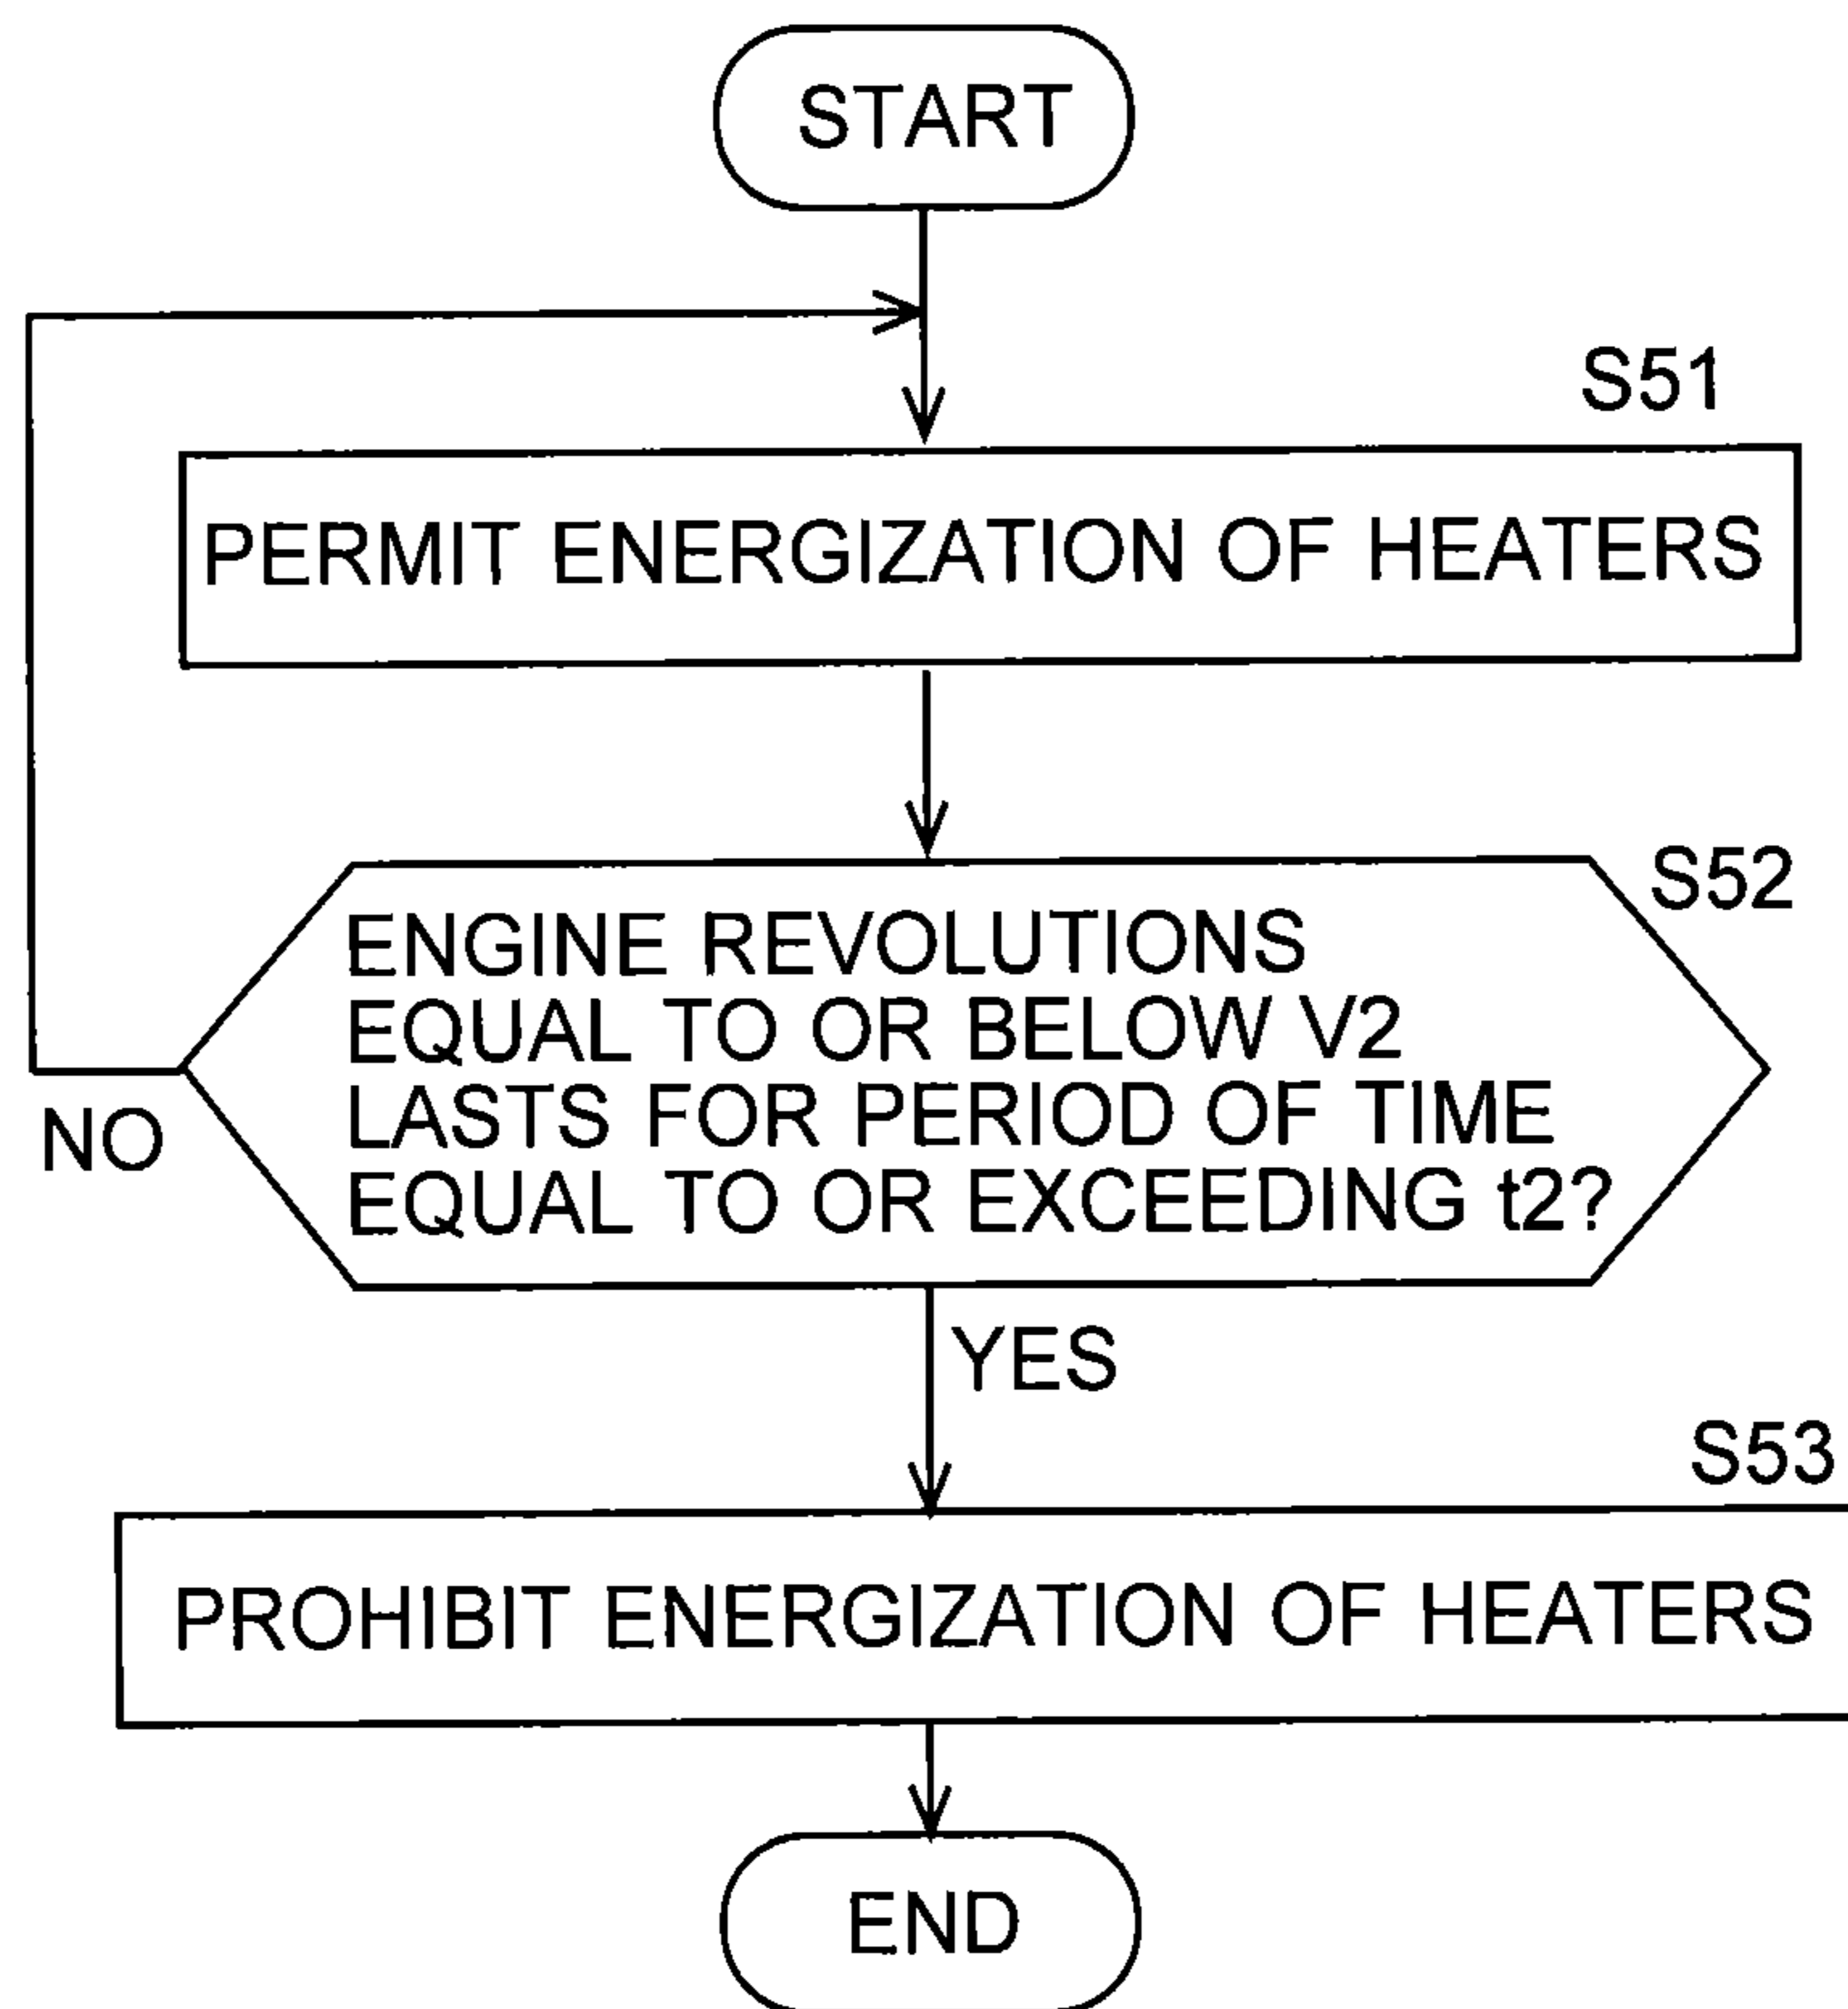 START
S51
PERMIT ENERGIZATION OF HEATERS
S52
ENGINE REVOLUTIONS
EQUAL TO OR BELOW V2
LASTS FOR PERIOD OF TIME
EQUAL TO OR EXCEEDING t2?
NO
YES
S53
PROHIBIT ENERGIZATION OF HEATERS
END